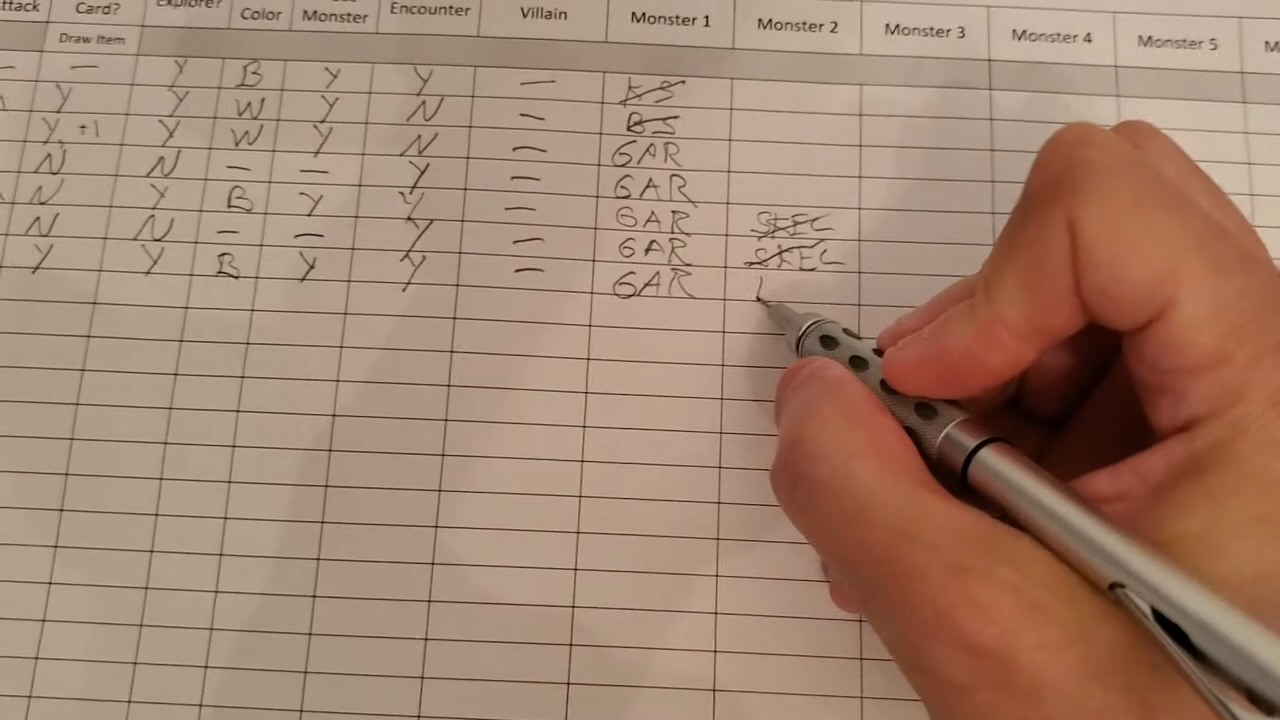 ttack Card? Explore? Color Monster Encounter Villain Monster 1 Monster 2 Monster 3 Monster 4 Monster 5 M
Draw Item
— — Y B Y Y — KS
Y Y W Y N — BS
Y +1 Y W Y N — GAR
N N — — Y — GAR
N Y B Y Y — GAR SKEL
N N — — Y — GAR SKEL
Y Y B Y Y — GAR